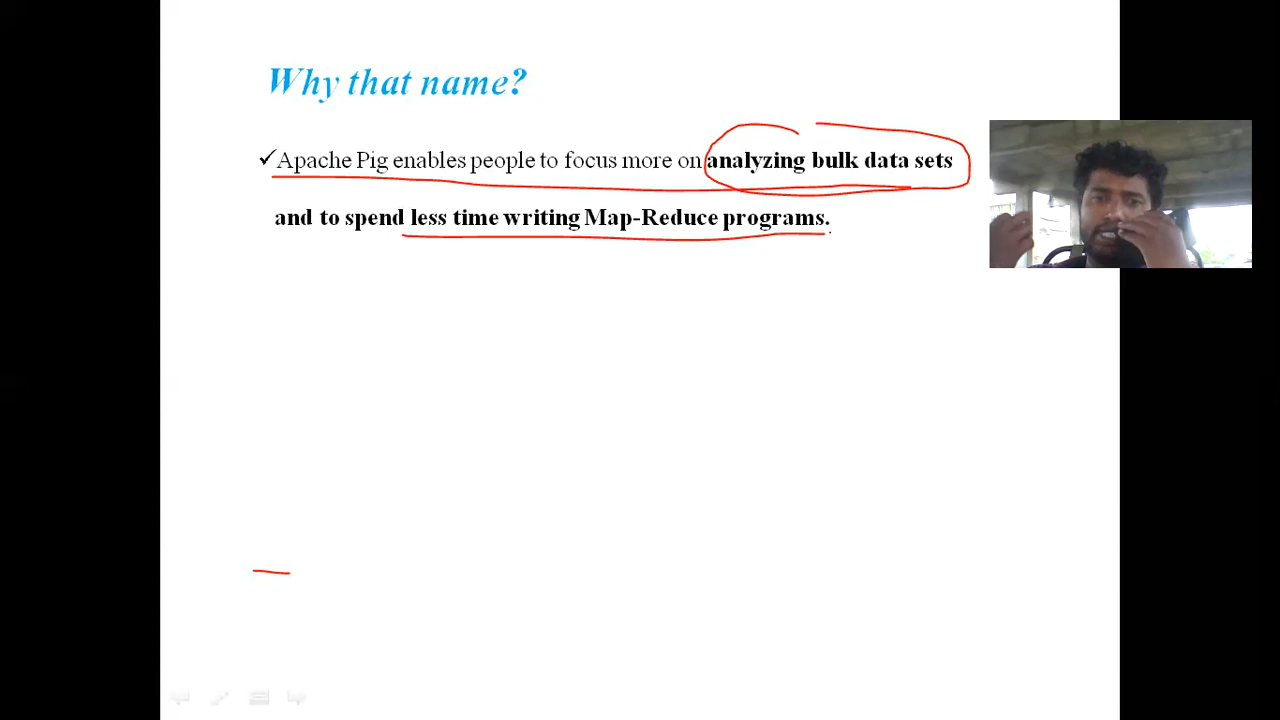 Why that name?
✓Apache Pig enables people to focus more on analyzing bulk data sets
and to spend less time writing Map-Reduce programs.